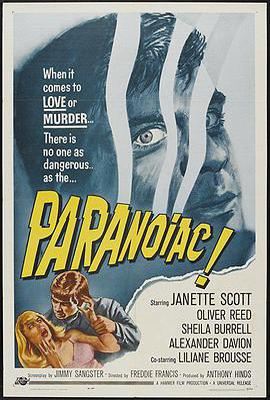 When it
comes to
LOVE or
MURDER...
There is
no one as
dangerous..
as the...
PARANOiAC!
Starring JANETTE SCOTT
OLIVER REED
SHEILA BURRELL
ALEXANDER DAVION
Co-starring LILIANE BROUSSE
Screenplay by JIMMY SANGSTER · Directed by FREDDIE FRANCIS · Produced by ANTHONY HINDS
A HAMMER FILM PRODUCTION · A UNIVERSAL RELEASE